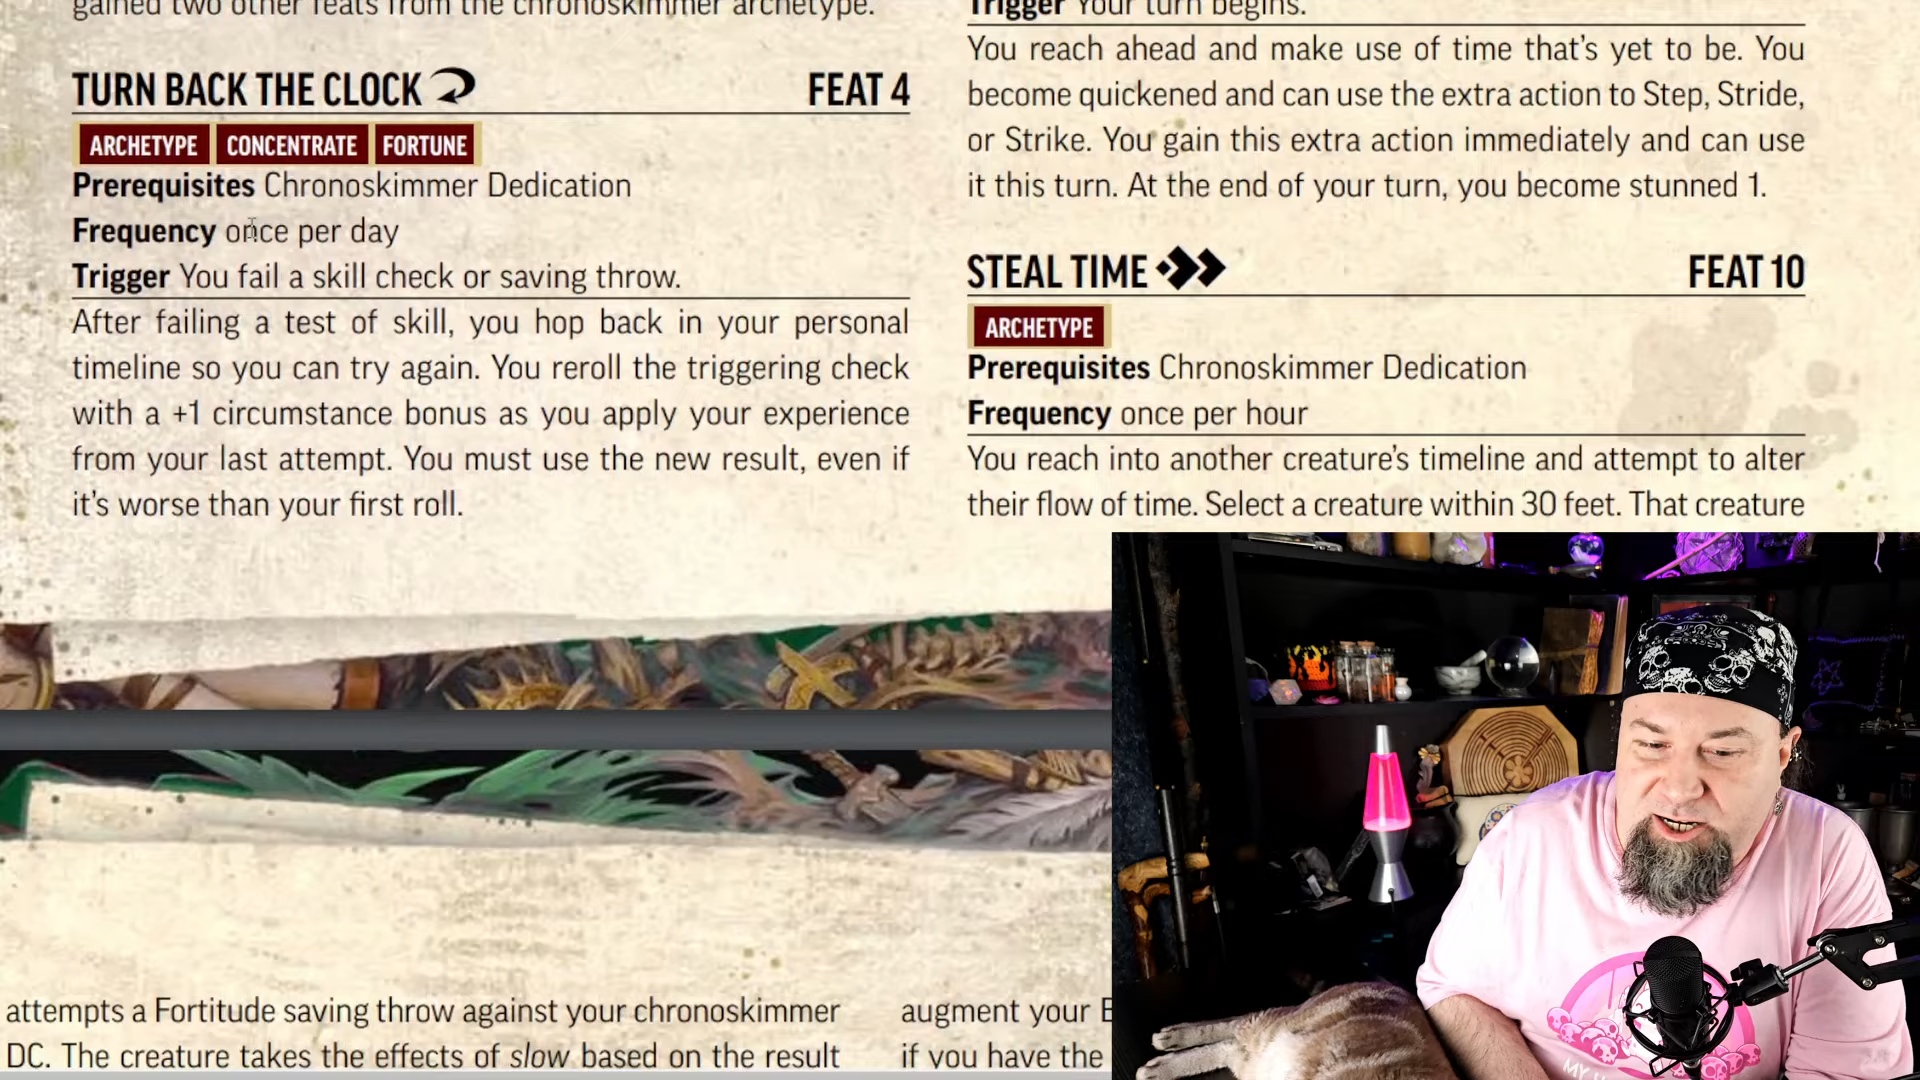 gained two other feats from the chronoskimmer archetype.
TURN BACK THE CLOCK FEAT 4
ARCHETYPE CONCENTRATE FORTUNE
Prerequisites Chronoskimmer Dedication
Frequency once per day
Trigger You fail a skill check or saving throw.
After failing a test of skill, you hop back in your personal
timeline so you can try again. You reroll the triggering check
with a +1 circumstance bonus as you apply your experience
from your last attempt. You must use the new result, even if
it's worse than your first roll.
attempts a Fortitude saving throw against your chronoskimmer
DC. The creature takes the effects of slow based on the result
Trigger Your turn begins.
You reach ahead and make use of time that's yet to be. You
become quickened and can use the extra action to Step, Stride,
or Strike. You gain this extra action immediately and can use
it this turn. At the end of your turn, you become stunned 1.
STEAL TIME FEAT 10
ARCHETYPE
Prerequisites Chronoskimmer Dedication
Frequency once per hour
You reach into another creature's timeline and attempt to alter
their flow of time. Select a creature within 30 feet. That creature
augment your E
if you have the
MY